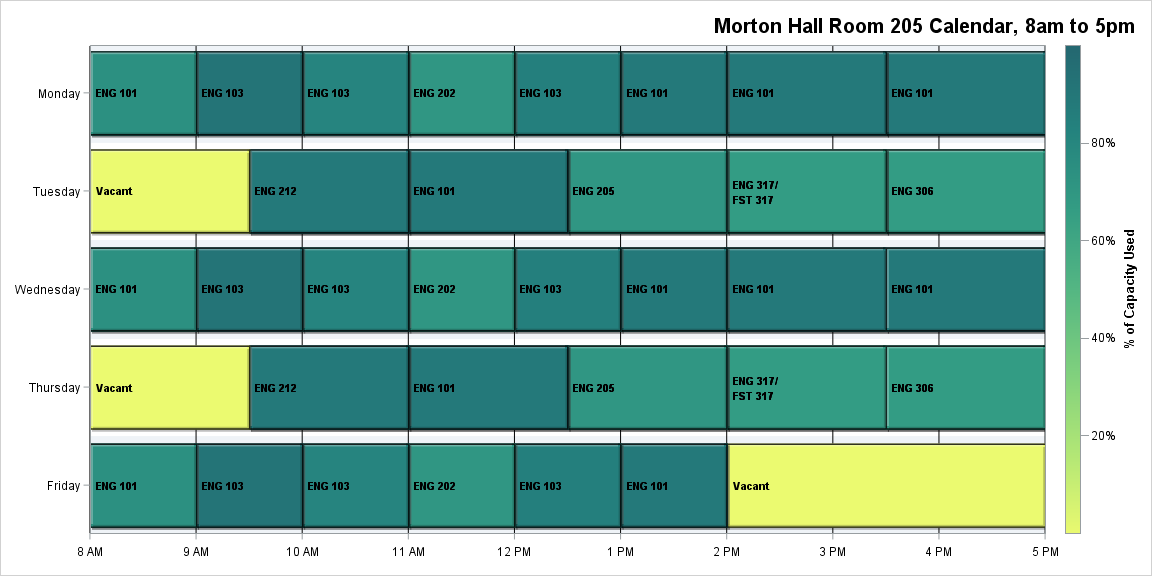 Morton Hall Room 205 Calendar, 8am to 5pm
Monday
ENG 101
ENG 103
ENG 103
ENG 202
ENG 103
ENG 101
ENG 101
ENG 101
Tuesday
Vacant
ENG 212
ENG 101
ENG 205
ENG 317/
FST 317
ENG 306
Wednesday
ENG 101
ENG 103
ENG 103
ENG 202
ENG 103
ENG 101
ENG 101
ENG 101
Thursday
Vacant
ENG 212
ENG 101
ENG 205
ENG 317/
FST 317
ENG 306
Friday
ENG 101
ENG 103
ENG 103
ENG 202
ENG 103
ENG 101
Vacant
8 AM
9 AM
10 AM
11 AM
12 PM
1 PM
2 PM
3 PM
4 PM
5 PM
80%
60%
40%
20%
% of Capacity Used